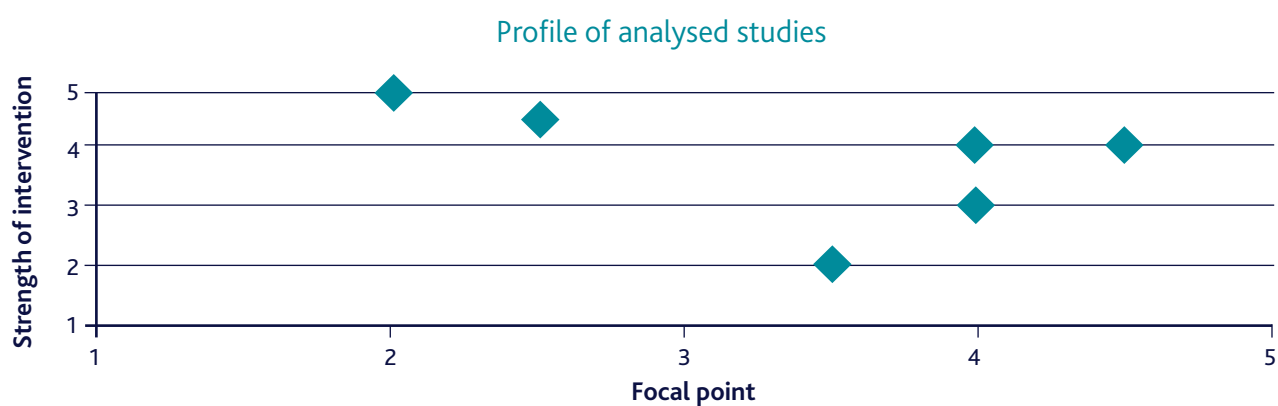 Profile of analysed studies
Strength of intervention
5
4
3
2
1
1 2 3 4 5
Focal point